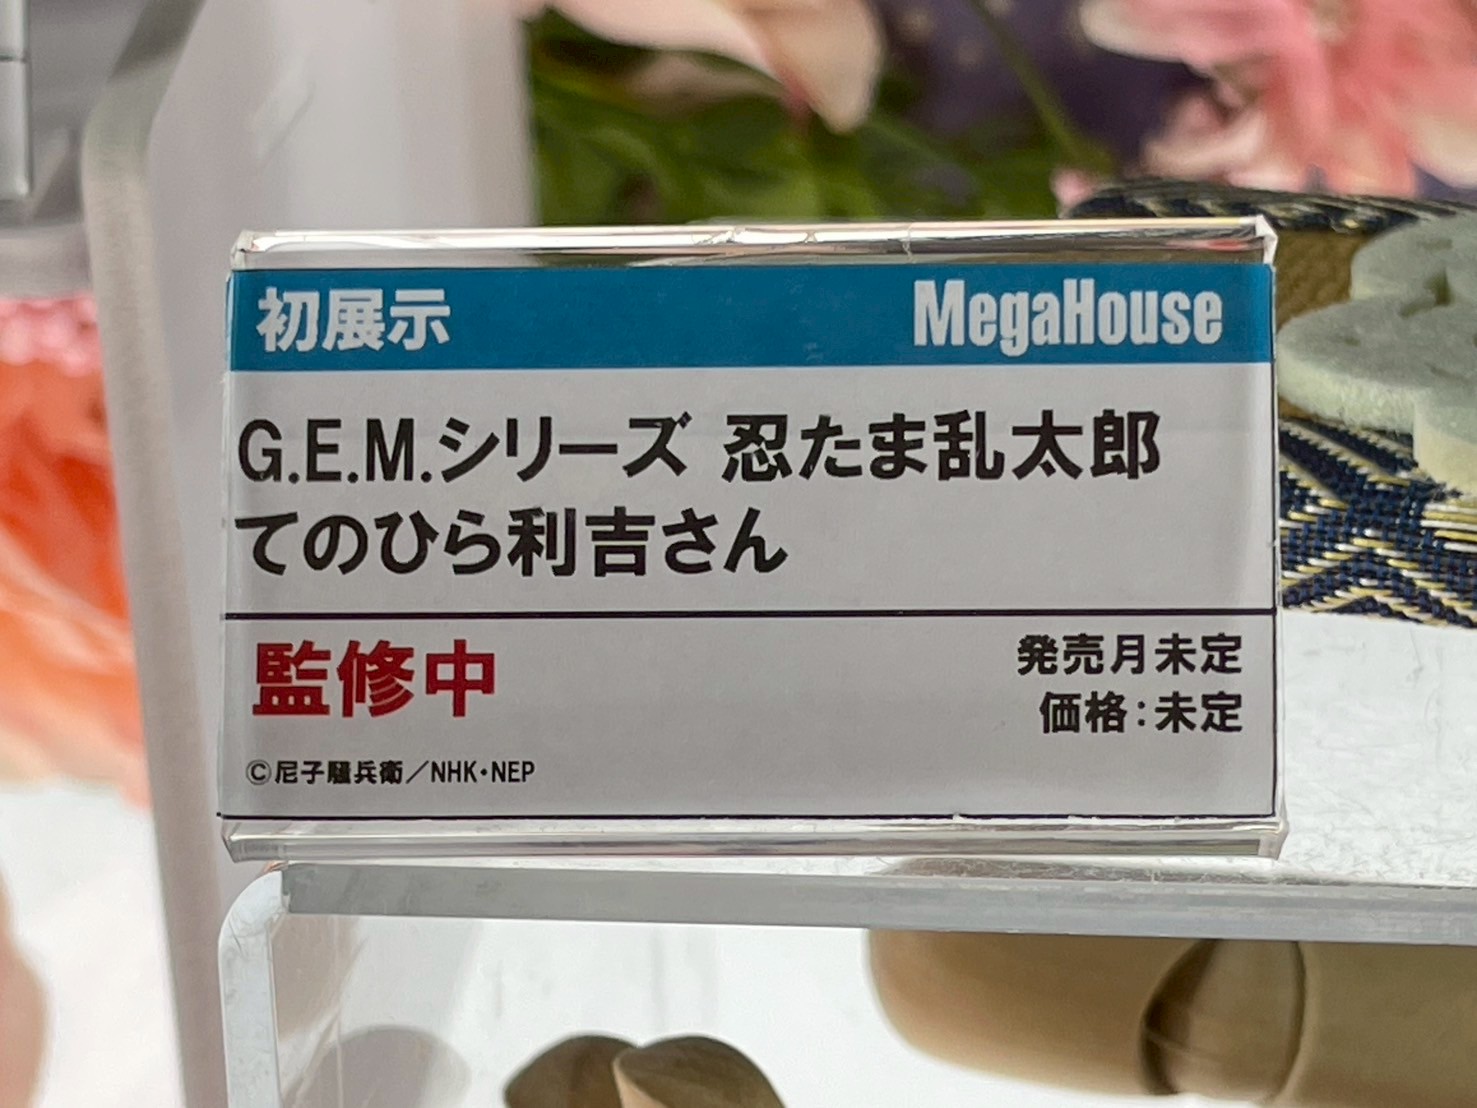 初展示 MegaHouse
G.E.M.シリーズ 忍たま乱太郎
てのひら利吉さん
監修中
発売月未定
価格：未定
©尼子騒兵衛／NHK・NEP